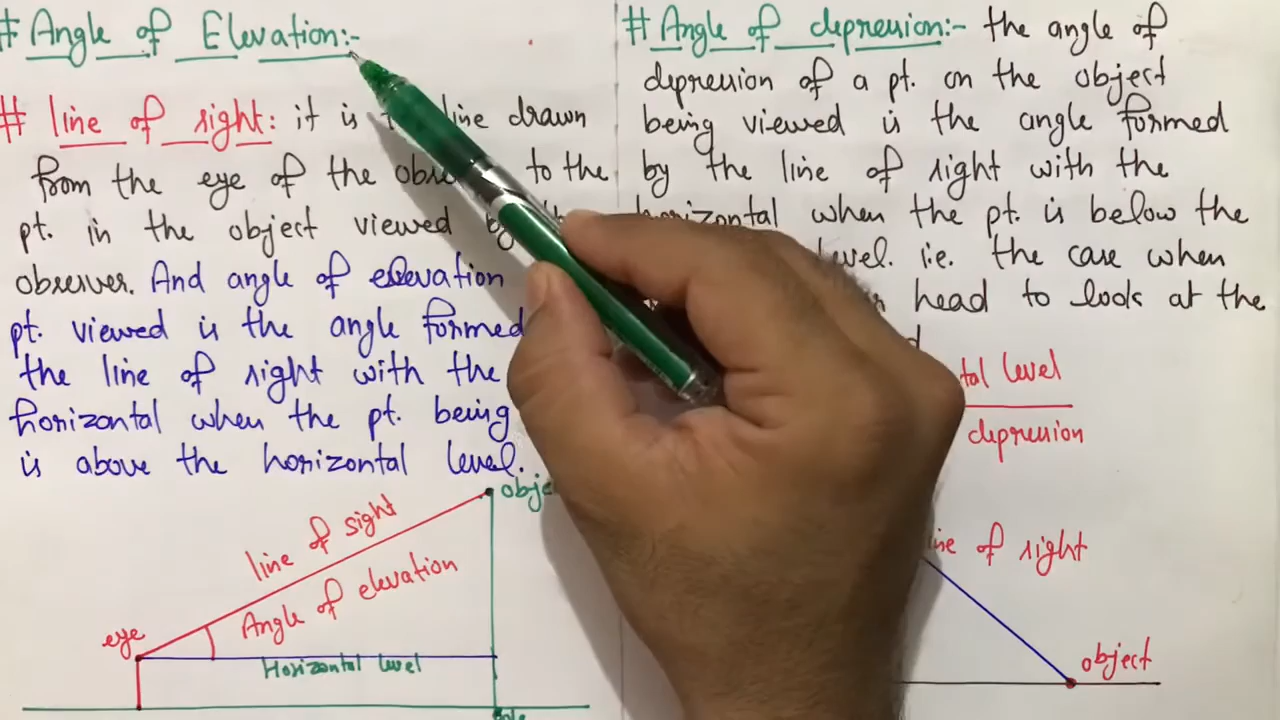 # Angle of Elevation:-
# line of sight: it is line drawn
from the eye of the to the
pt. in the object viewed
observer. And angle of elevation
pt. viewed is the angle formed
the line of sight with the
horizontal when the pt. being
is above the horizontal level.
line of sight
Angle of elevation
eye
Horizontal level
# Angle of depression:- the angle of
depression of a pt. on the object
being viewed is the angle formed
by the line of sight with the
horizontal when the pt. is below the
level. i.e. the case when
head to look at the
level
depression
of sight
object